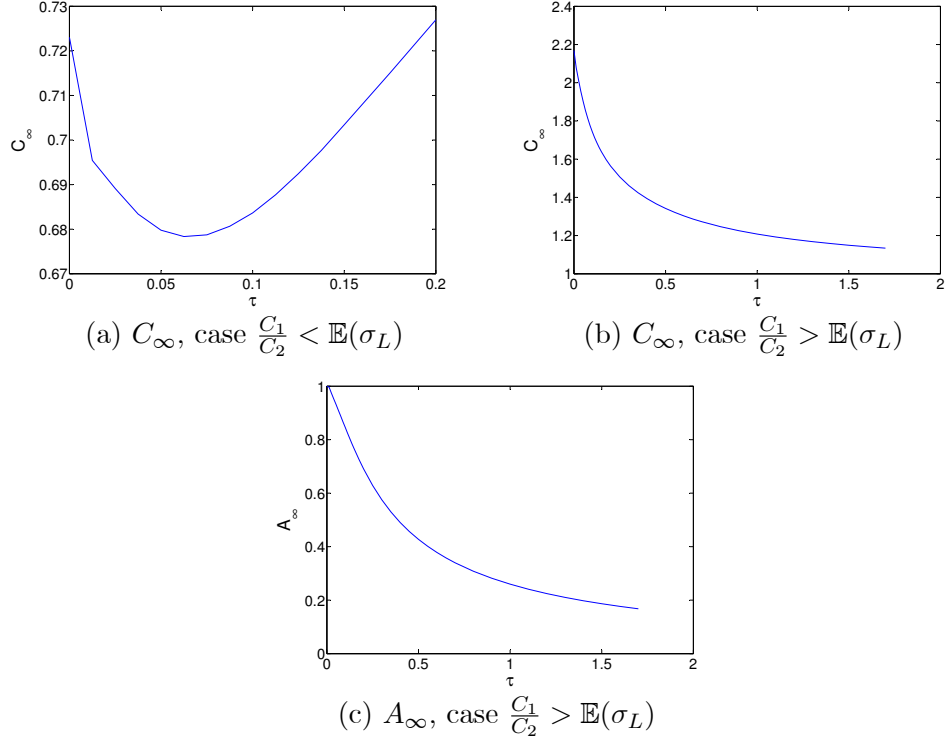 0.73
0.72
0.71
0.7
0.69
0.68
0.67
C∞
0 0.05 0.1 0.15 0.2
τ
(a) C∞, case C₁/C₂ < 𝔼(σ_L)
2.4
2.2
2
1.8
1.6
1.4
1.2
1
C∞
0 0.5 1 1.5 2
τ
(b) C∞, case C₁/C₂ > 𝔼(σ_L)
1
0.8
0.6
0.4
0.2
0
A∞
0 0.5 1 1.5 2
τ
(c) A∞, case C₁/C₂ > 𝔼(σ_L)